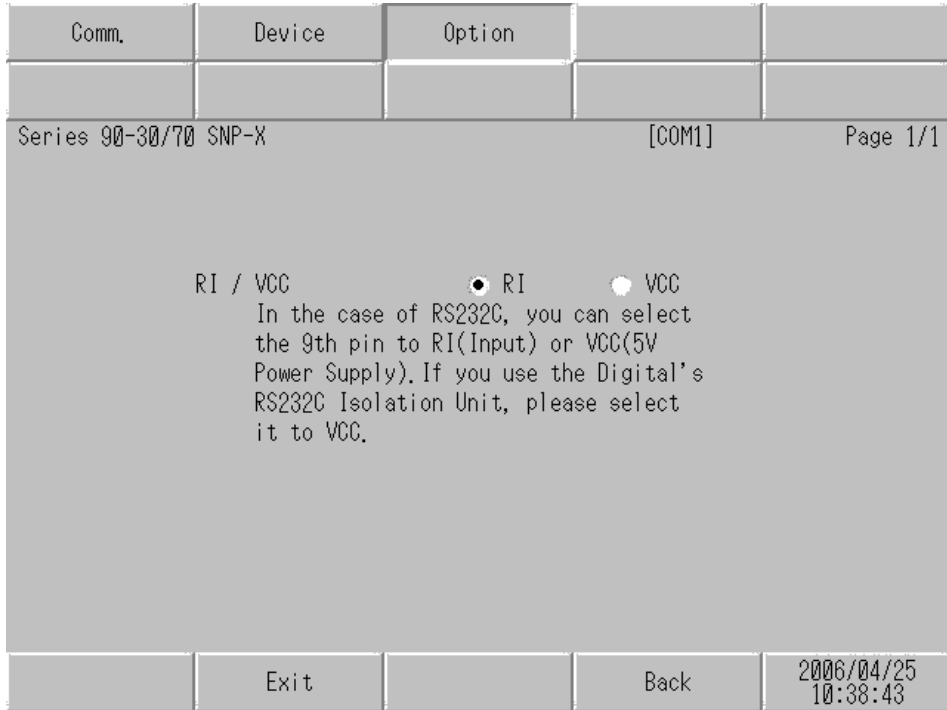 Comm. Device Option
Series 90-30/70 SNP-X [COM1] Page 1/1
RI / VCC RI VCC
In the case of RS232C, you can select
the 9th pin to RI(Input) or VCC(5V
Power Supply).If you use the Digital's
RS232C Isolation Unit, please select
it to VCC.
Exit Back 2006/04/25
10:38:43